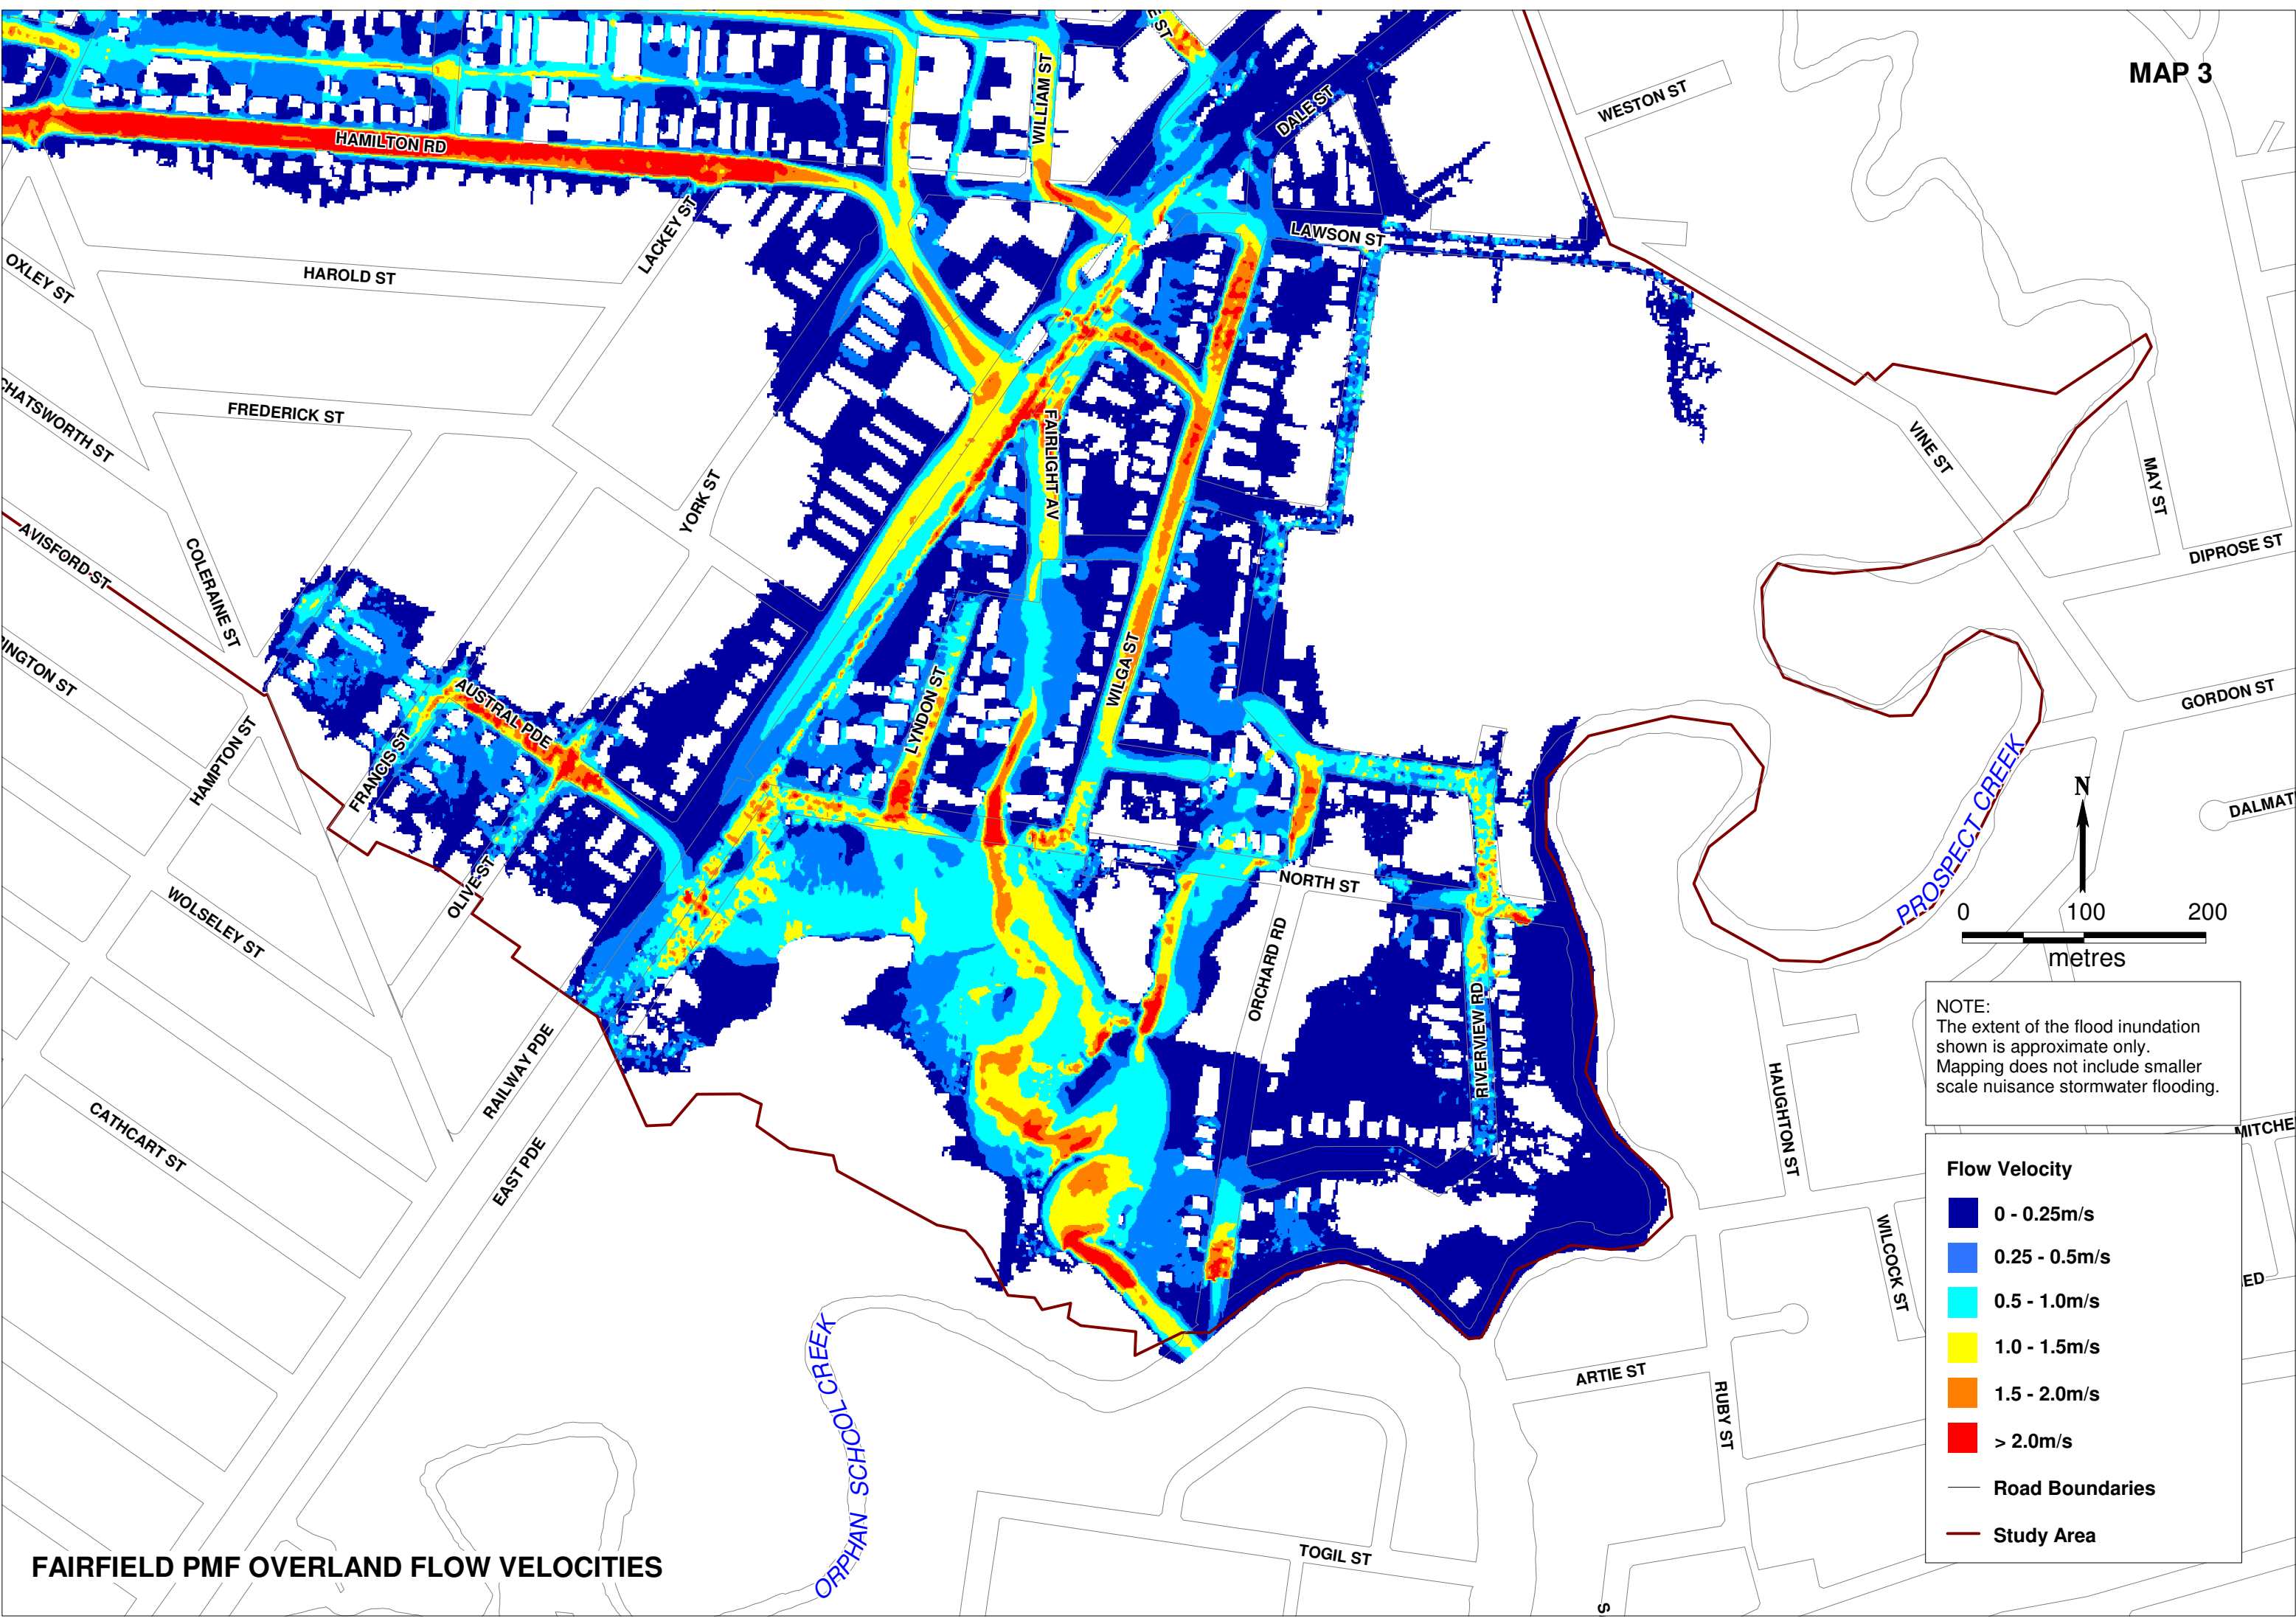 MAP 3
E ST
WILLIAM ST
DALE ST
WESTON ST
HAMILTON RD
LACKEY ST
LAWSON ST
OXLEY ST
HAROLD ST
CHATSWORTH ST
FREDERICK ST
FAIRLIGHT AV
VINE ST
MAY ST
YORK ST
AVISFORD ST
COLERAINE ST
DIPROSE ST
INGTON ST
AUSTRAL PDE
LYNDON ST
WILGA ST
GORDON ST
HAMPTON ST
FRANCIS ST
PROSPECT CREEK
N
DALMAT
OLIVE ST
NORTH ST
WOLSELEY ST
ORCHARD RD
0 100 200
metres
RIVERVIEW RD
RAILWAY PDE
HAUGHTON ST
NOTE:
The extent of the flood inundation
shown is approximate only.
Mapping does not include smaller
scale nuisance stormwater flooding.
CATHCART ST
EAST PDE
MITCHE
WILCOCK ST
ED
Flow Velocity
0 - 0.25m/s
0.25 - 0.5m/s
0.5 - 1.0m/s
1.0 - 1.5m/s
1.5 - 2.0m/s
> 2.0m/s
Road Boundaries
Study Area
ORPHAN SCHOOL CREEK
ARTIE ST
RUBY ST
TOGIL ST
S
FAIRFIELD PMF OVERLAND FLOW VELOCITIES